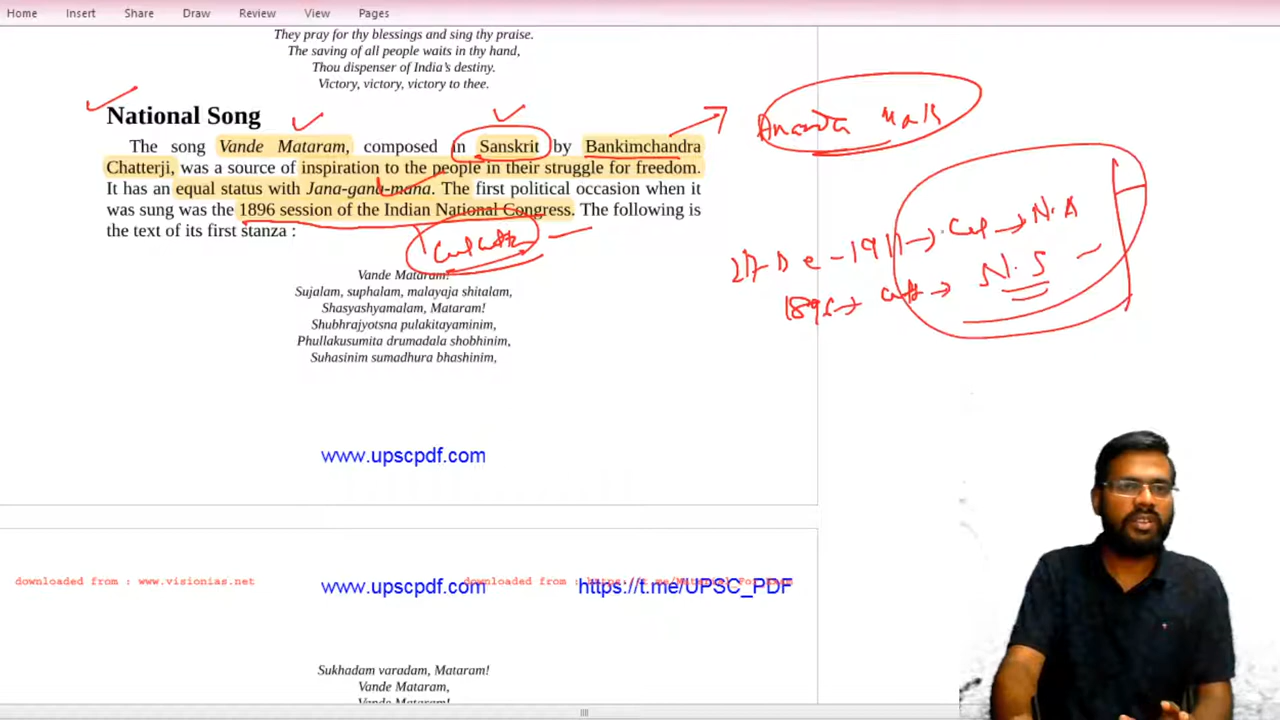 Home Insert Share Draw Review View Pages
They pray for thy blessings and sing thy praise.
The saving of all people waits in thy hand,
Thou dispenser of India's destiny.
Victory, victory, victory to thee.
National Song
The song Vande Mataram, composed in Sanskrit by Bankimchandra
Chatterji, was a source of inspiration to the people in their struggle for freedom.
It has an equal status with Jana-gana-mana. The first political occasion when it
was sung was the 1896 session of the Indian National Congress. The following is
the text of its first stanza :
Ananda Math
Calcutta
1911 → Cal → N.A
1896 → → N.S
Vande Mataram!
Sujalam, suphalam, malayaja shitalam,
Shasyashyamalam, Mataram!
Shubhrajyotsna pulakitayaminim,
Phullakusumita drumadala shobhinim,
Suhasinim sumadhura bhashinim,
www.upscpdf.com
downloaded from : www.visionias.net
www.upscpdf.com
downloaded from : https://t.me/
https://t.me/UPSC_PDF
Sukhadam varadam, Mataram!
Vande Mataram,
Vande Mataram!